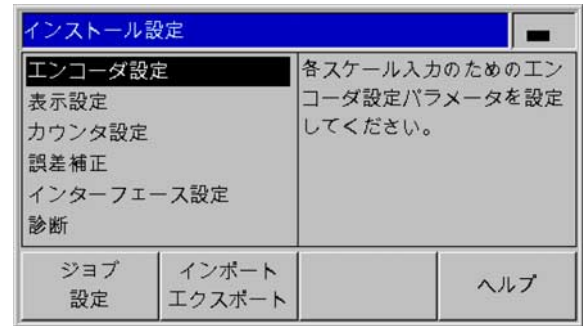 インストール設定
エンコーダ設定
表示設定
カウンタ設定
誤差補正
インターフェース設定
診断
各スケール入力のためのエン
コーダ設定パラメータを設定
してください。
ジョブ
設定
インポート
エクスポート
ヘルプ